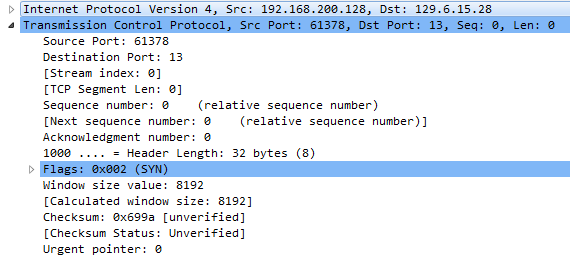 Internet Protocol Version 4, Src: 192.168.200.128, Dst: 129.6.15.28
Transmission Control Protocol, Src Port: 61378, Dst Port: 13, Seq: 0, Len: 0
Source Port: 61378
Destination Port: 13
[Stream index: 0]
[TCP Segment Len: 0]
Sequence number: 0    (relative sequence number)
[Next sequence number: 0    (relative sequence number)]
Acknowledgment number: 0
1000 .... = Header Length: 32 bytes (8)
Flags: 0x002 (SYN)
Window size value: 8192
[Calculated window size: 8192]
Checksum: 0x699a [unverified]
[Checksum Status: Unverified]
Urgent pointer: 0